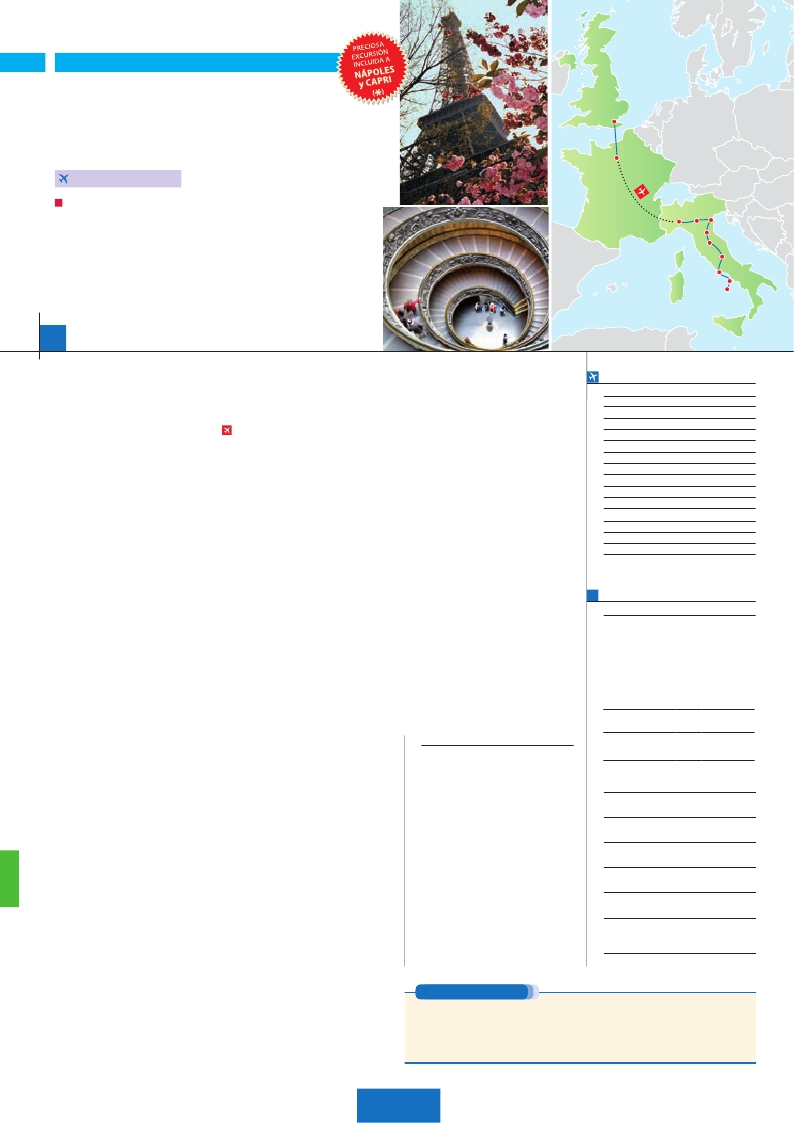 PRECIOSA
EXCURSIÓN
INCLUIDA A
NÁPOLES
y CAPRI
(*)